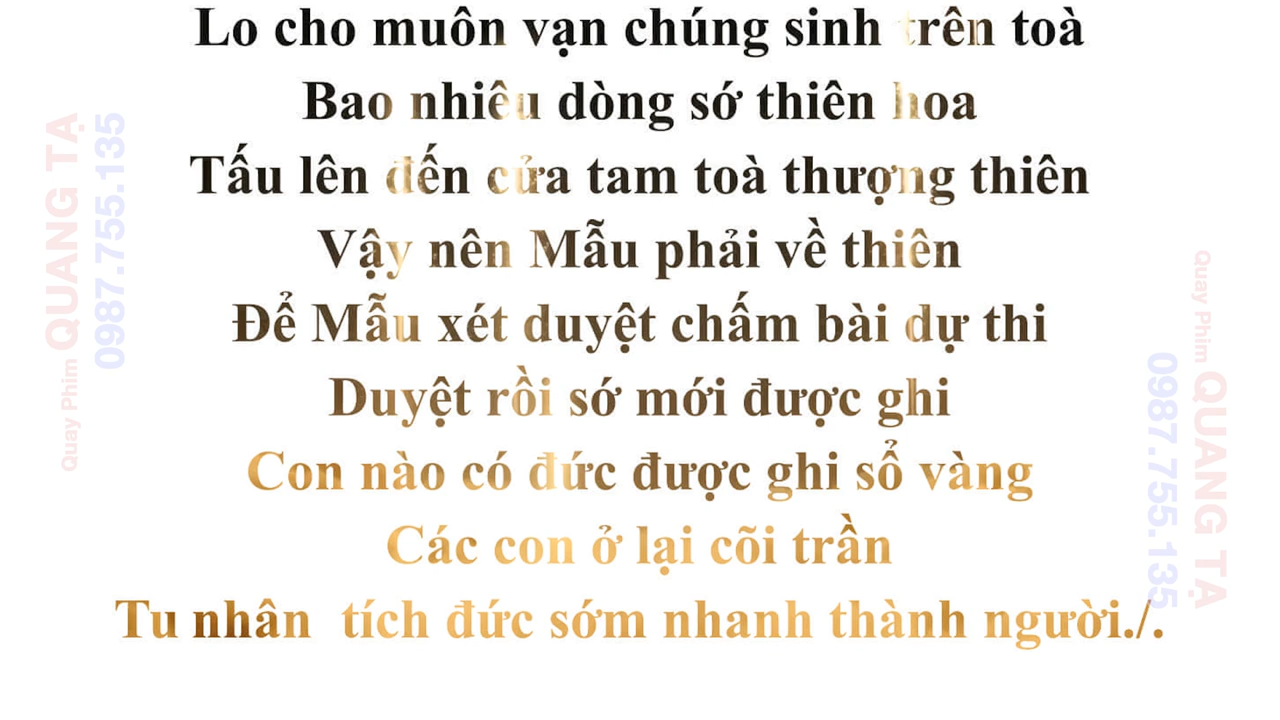 Lo cho muôn vạn chúng sinh trên toà
Bao nhiêu dòng sớ thiên hoa
Tấu lên đến cửa tam toà thượng thiên
Vậy nên Mẫu phải về thiên
Để Mẫu xét duyệt chấm bài dự thi
Duyệt rồi sớ mới được ghi
Con nào có đức được ghi sổ vàng
Các con ở lại cõi trần
Tu nhân  tích đức sớm nhanh thành người./.
Quay Phim QUANG TẠ
0987.755.135
Quay Phim QUANG TẠ
0987.755.135